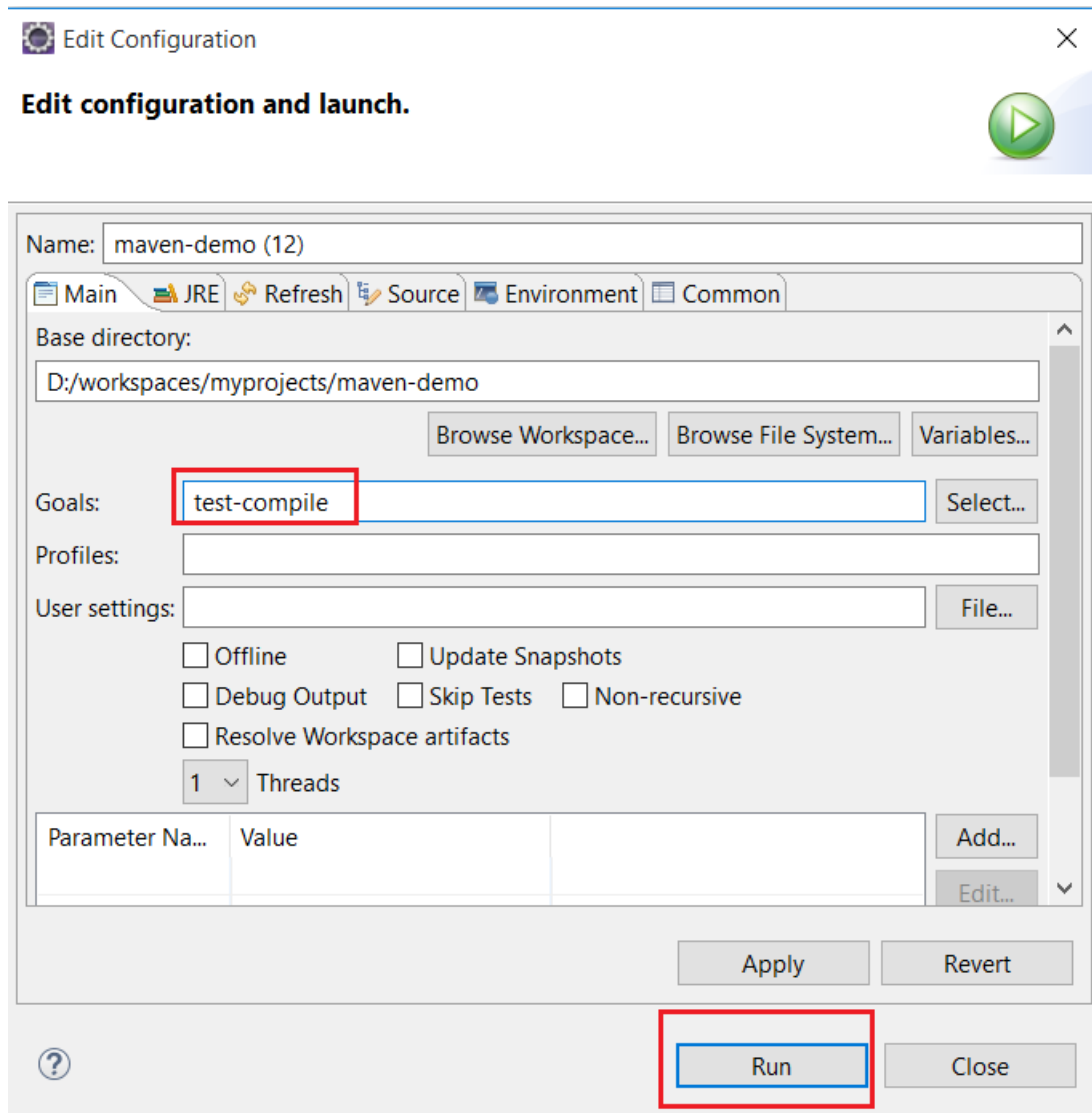 Edit Configuration
Edit configuration and launch.
Name: maven-demo (12)
Main JRE Refresh Source Environment Common
Base directory:
D:/workspaces/myprojects/maven-demo
Browse Workspace... Browse File System... Variables...
Goals: test-compile Select...
Profiles:
User settings: File...
Offline Update Snapshots
Debug Output Skip Tests Non-recursive
Resolve Workspace artifacts
1 Threads
Parameter Na... Value Add...
Edit...
Apply Revert
? Run Close